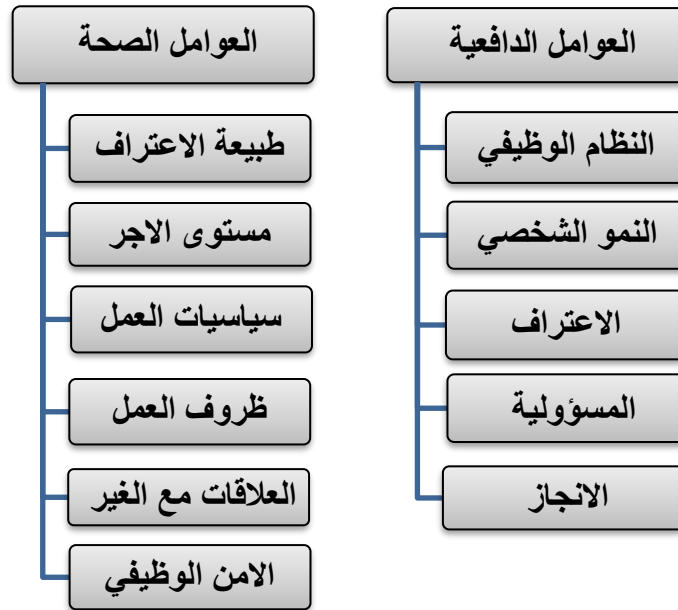 العوامل الدافعية
النظام الوظيفي
النمو الشخصي
الاعتراف
المسؤولية
الانجاز
العوامل الصحة
طبيعة الاعتراف
مستوى الاجر
سياسيات العمل
ظروف العمل
العلاقات مع الغير
الامن الوظيفي